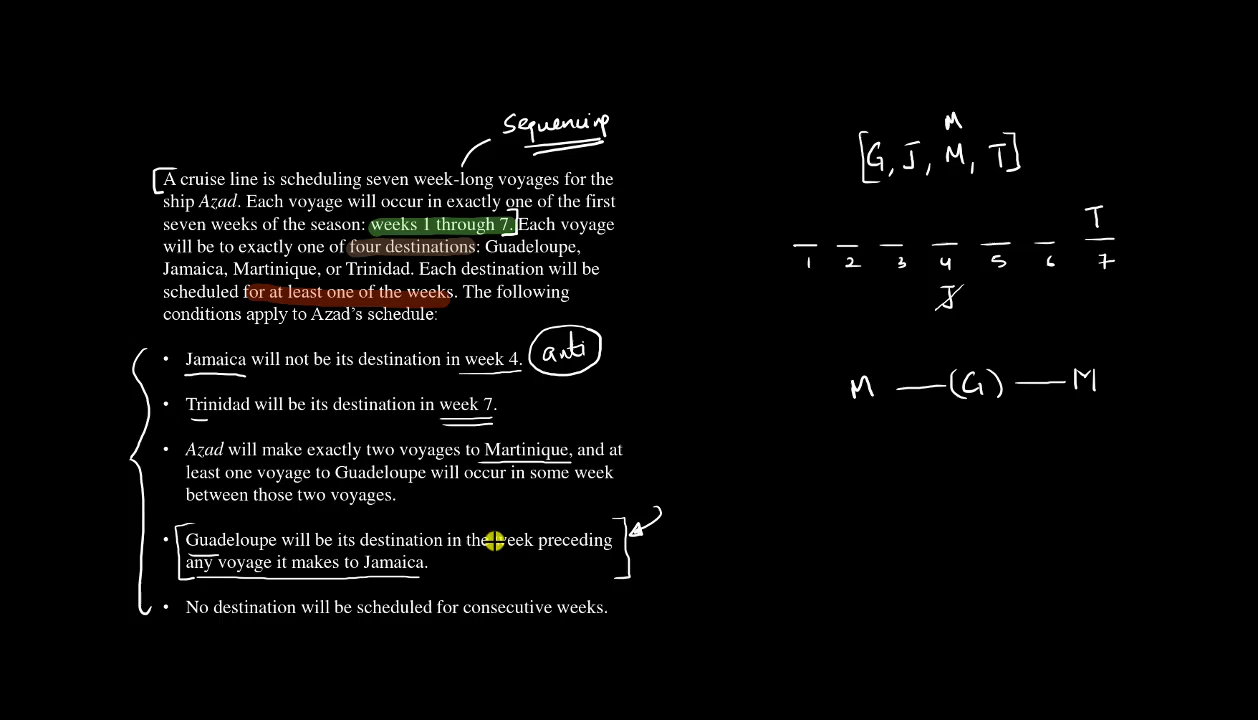 Sequencing
A cruise line is scheduling seven week-long voyages for the
ship Azad. Each voyage will occur in exactly one of the first
seven weeks of the season: weeks 1 through 7. Each voyage
will be to exactly one of four destinations: Guadeloupe,
Jamaica, Martinique, or Trinidad. Each destination will be
scheduled for at least one of the weeks. The following
conditions apply to Azad's schedule:
• Jamaica will not be its destination in week 4.
anti
• Trinidad will be its destination in week 7.
• Azad will make exactly two voyages to Martinique, and at
least one voyage to Guadeloupe will occur in some week
between those two voyages.
• Guadeloupe will be its destination in the week preceding
any voyage it makes to Jamaica.
• No destination will be scheduled for consecutive weeks.
M
[G, J, M, T]
T
1 2 3 4 5 6 7
J
M — (G) — M